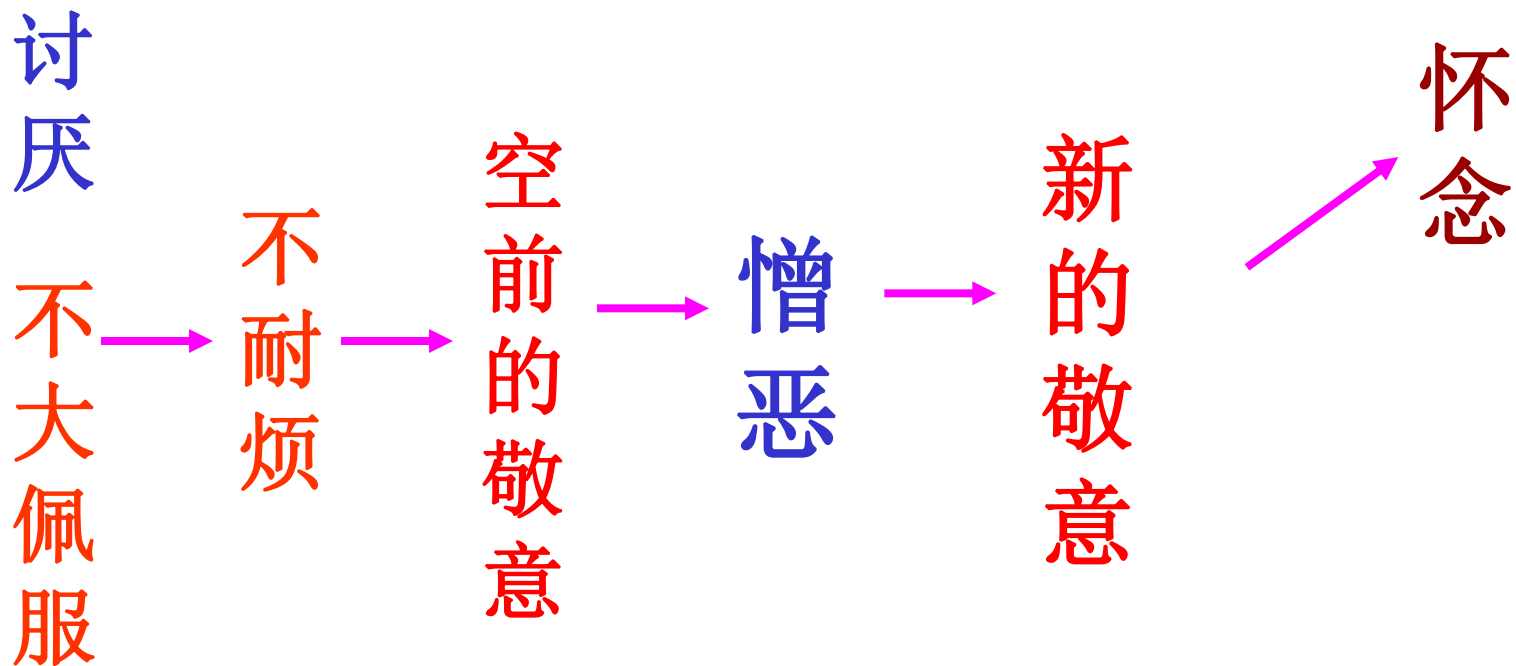 讨厌
不大佩服
不耐烦
空前的敬意
憎恶
新的敬意
怀念